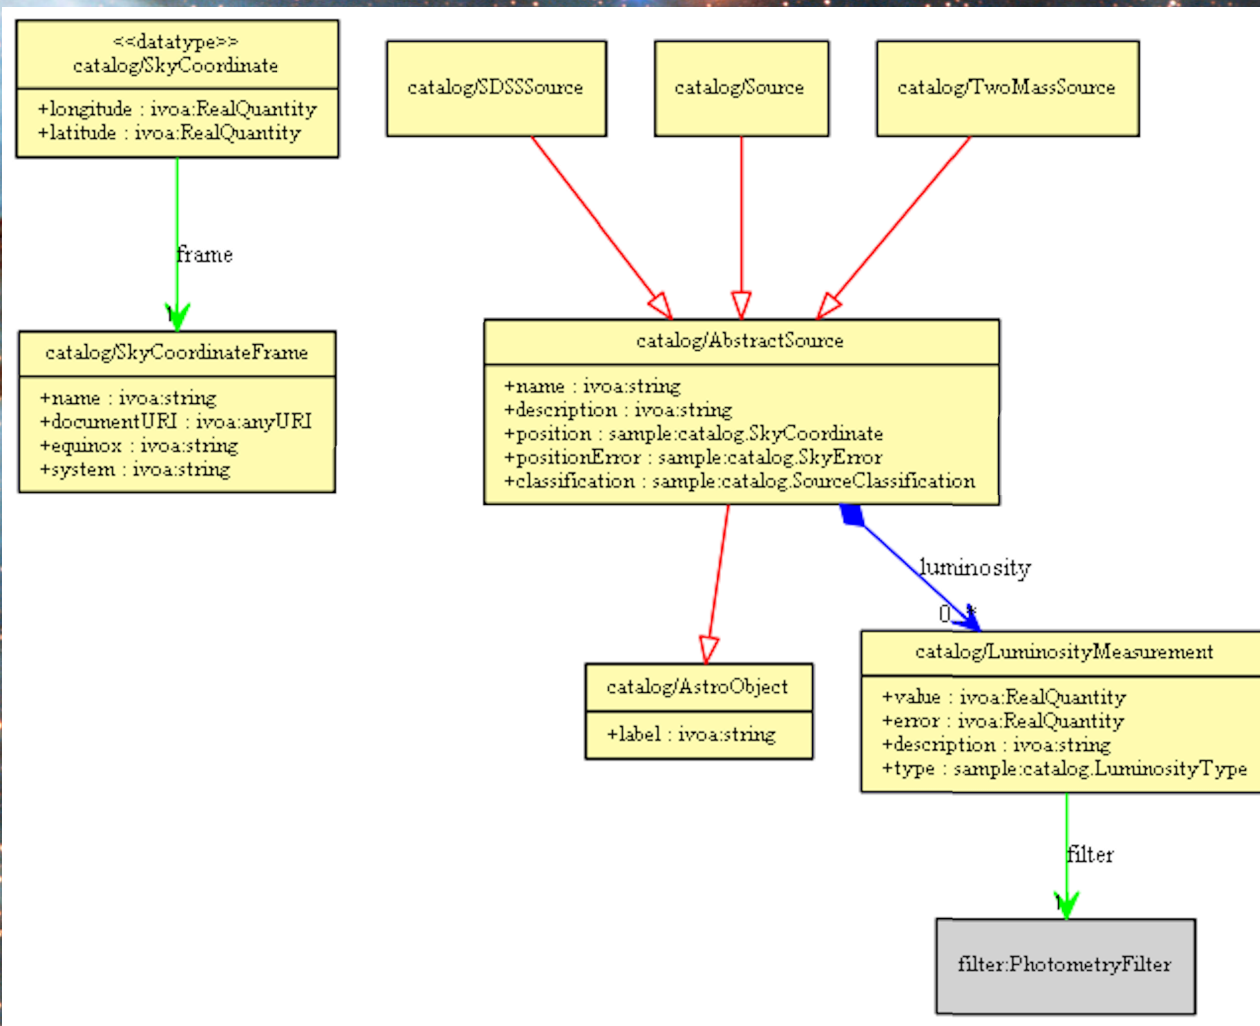 <<datatype>>
catalog/SkyCoordinate
+longitude : ivoa:RealQuantity
+latitude : ivoa:RealQuantity
catalog/SDSSSource
catalog/Source
catalog/TwoMassSource
frame
1
catalog/SkyCoordinateFrame
+name : ivoa:string
+documentURI : ivoa:anyURI
+equinox : ivoa:string
+system : ivoa:string
catalog/AbstractSource
+name : ivoa:string
+description : ivoa:string
+position : sample:catalog.SkyCoordinate
+positionError : sample:catalog.SkyError
+classification : sample:catalog.SourceClassification
luminosity
0..*
catalog/AstroObject
+label : ivoa:string
catalog/LuminosityMeasurement
+value : ivoa:RealQuantity
+error : ivoa:RealQuantity
+description : ivoa:string
+type : sample:catalog.LuminosityType
filter
1
filter:PhotometryFilter